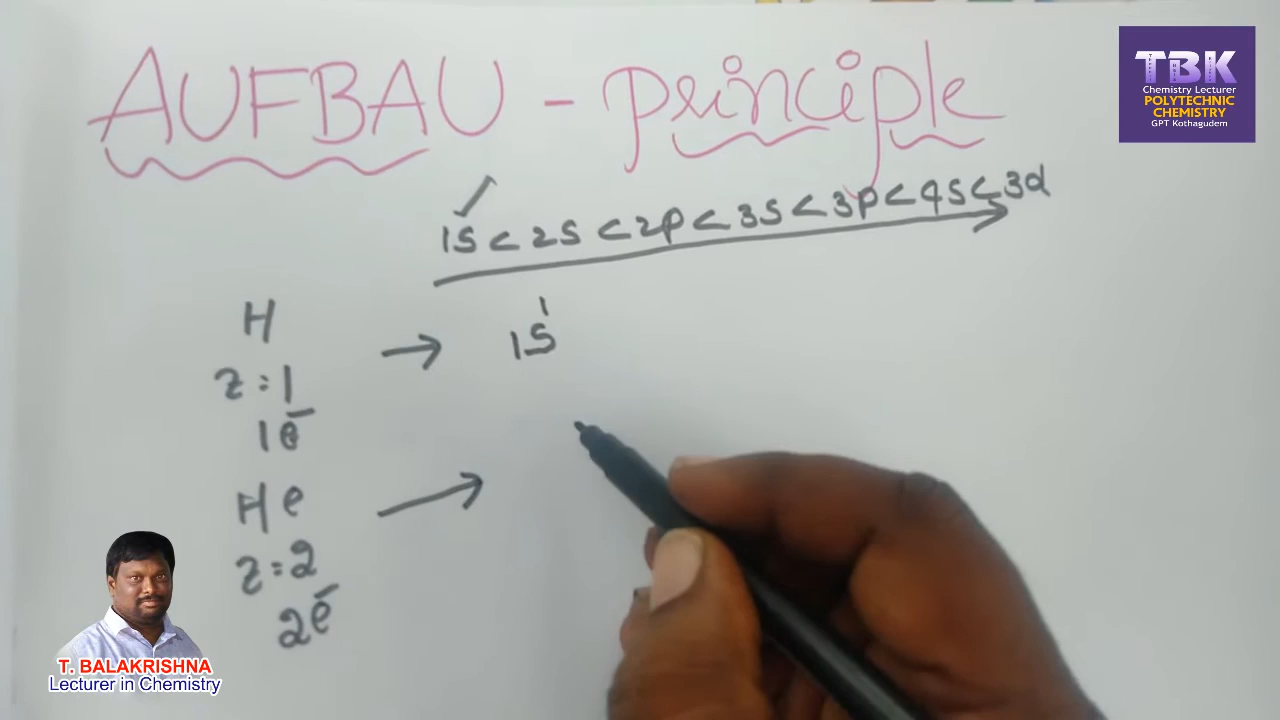 AUFBAU - principle
TBK
Chemistry Lecturer
POLYTECHNIC
CHEMISTRY
GPT Kothagudem
1S < 2S < 2p < 3S < 3p < 4S < 3d
H → 1S¹
z = 1
1e⁻
He →
z = 2
2e⁻
T. BALAKRISHNA
Lecturer in Chemistry